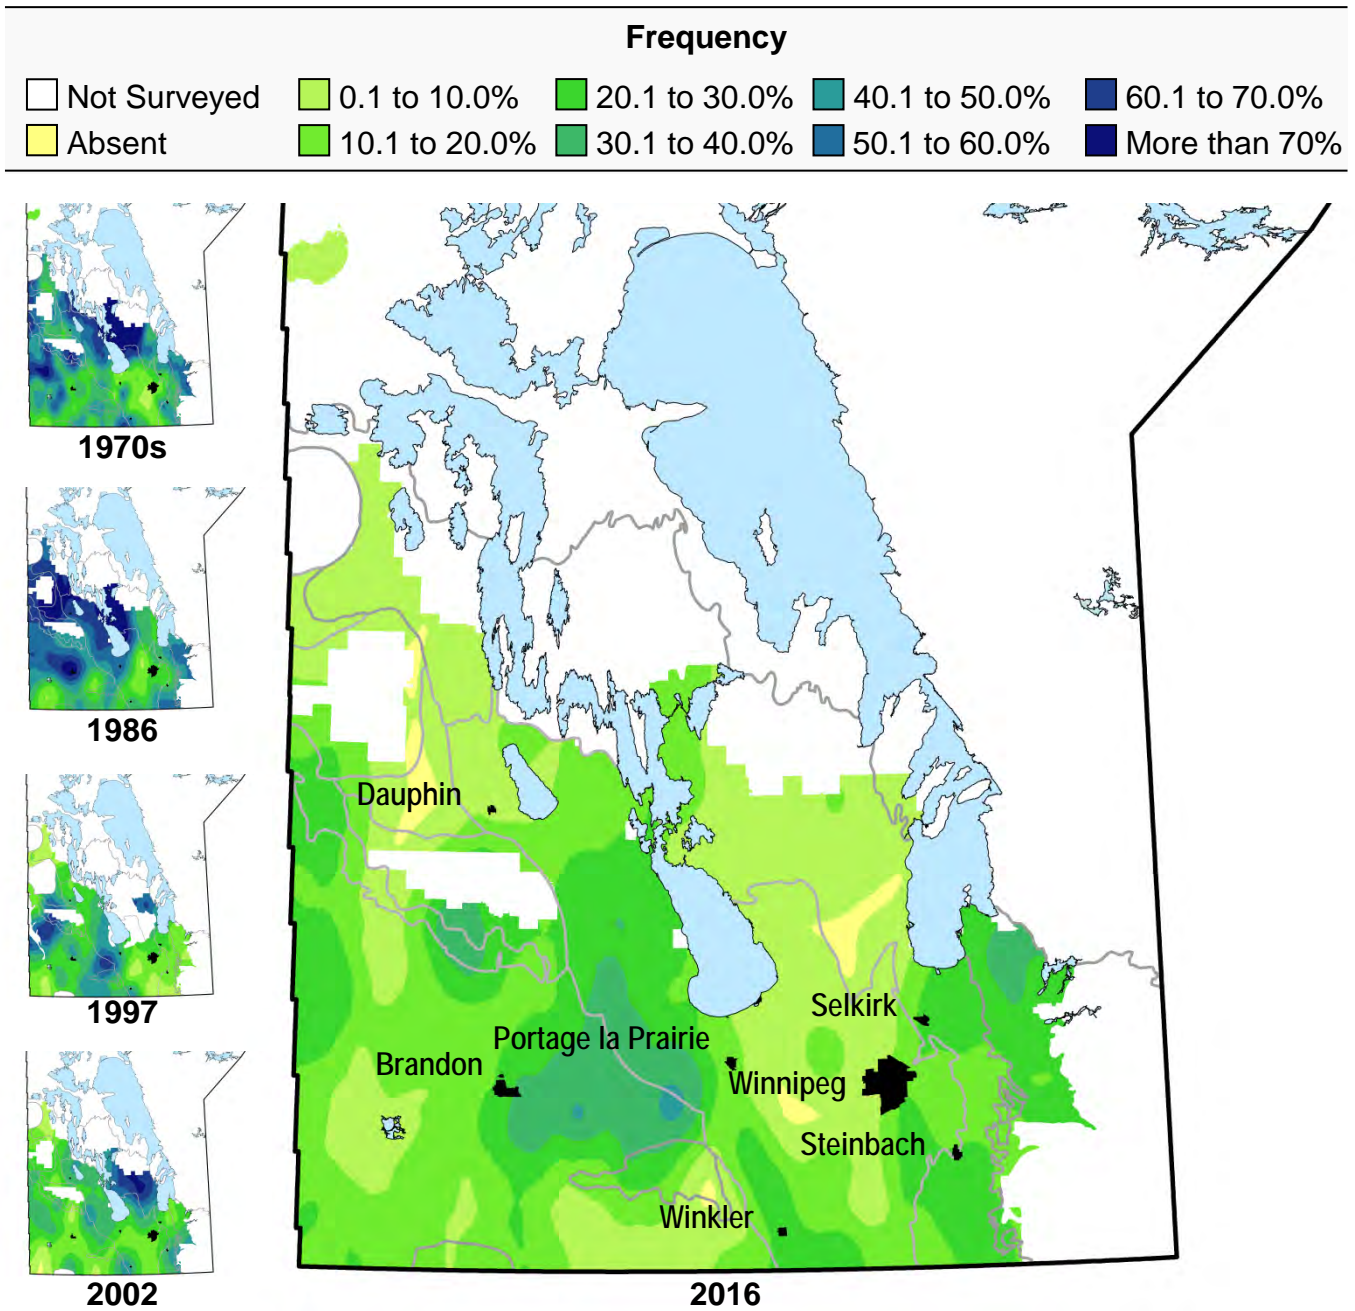 Frequency
Not Surveyed 0.1 to 10.0% 20.1 to 30.0% 40.1 to 50.0% 60.1 to 70.0%
Absent 10.1 to 20.0% 30.1 to 40.0% 50.1 to 60.0% More than 70%
1970s
1986
1997
2002
Dauphin
Selkirk
Portage la Prairie
Brandon
Winnipeg
Steinbach
Winkler
2016